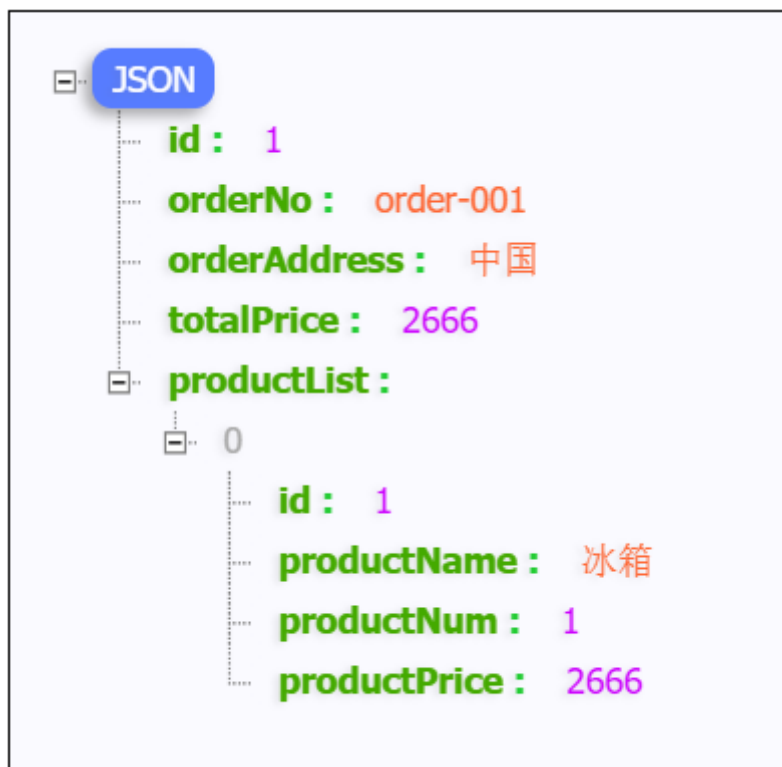 JSON
id : 1
orderNo : order-001
orderAddress : 中国
totalPrice : 2666
productList :
0
id : 1
productName : 冰箱
productNum : 1
productPrice : 2666